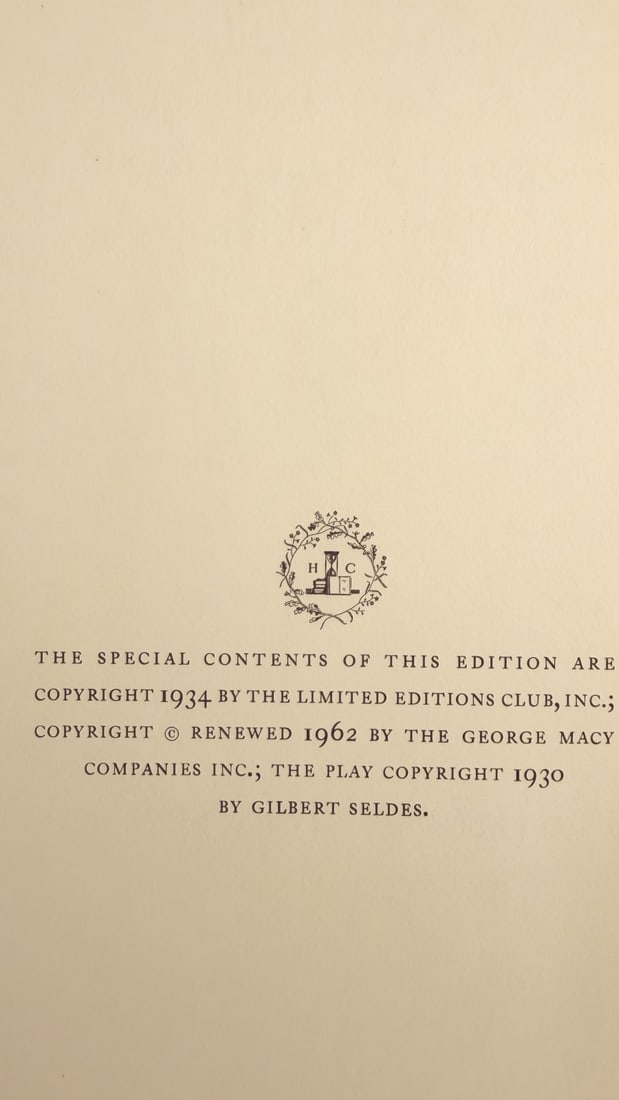 H C
THE SPECIAL CONTENTS OF THIS EDITION ARE
COPYRIGHT 1934 BY THE LIMITED EDITIONS CLUB, INC.;
COPYRIGHT © RENEWED 1962 BY THE GEORGE MACY
COMPANIES INC.; THE PLAY COPYRIGHT 1930
BY GILBERT SELDES.